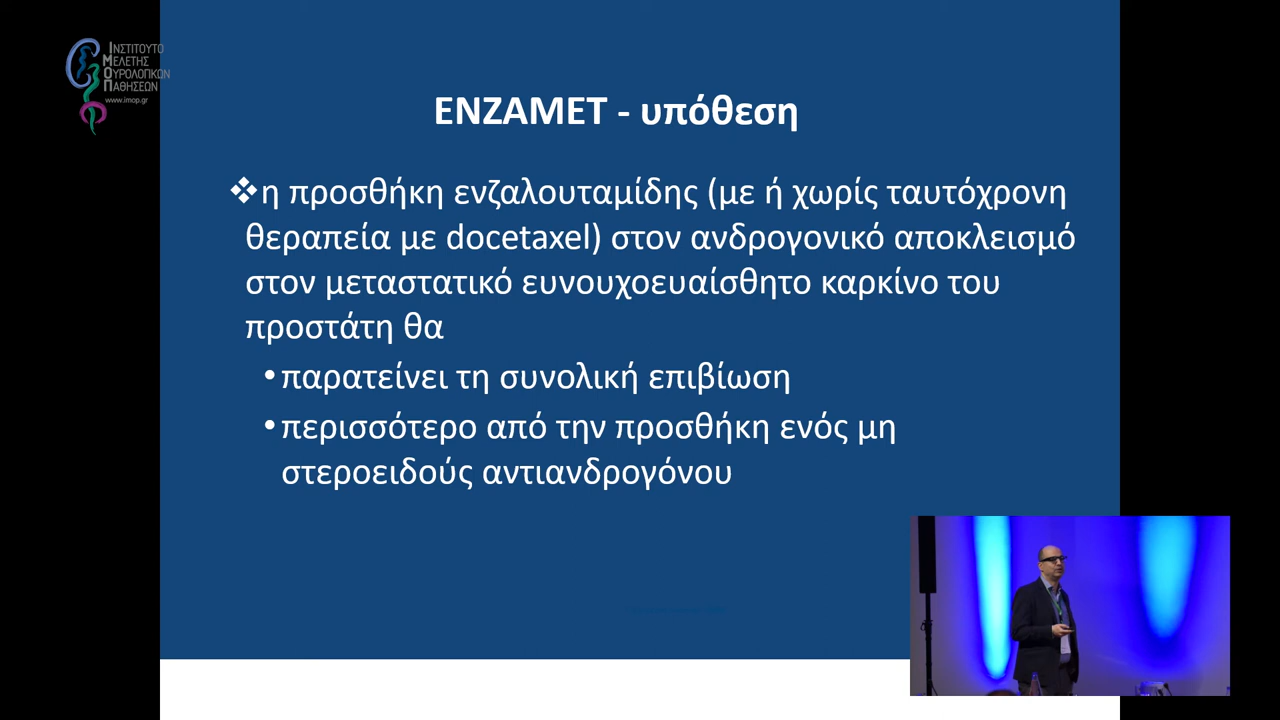 ΙΝΣΤΙΤΟΥΤΟ
ΜΕΛΕΤΗΣ
ΟΥΡΟΛΟΓΙΚΩΝ
ΠΑΘΗΣΕΩΝ
www.imop.gr
ENZAMET - υπόθεση
❖η προσθήκη ενζαλουταμίδης (με ή χωρίς ταυτόχρονη
θεραπεία με docetaxel) στον ανδρογονικό αποκλεισμό
στον μεταστατικό ευνουχοευαίσθητο καρκίνο του
προστάτη θα
•παρατείνει τη συνολική επιβίωση
•περισσότερο από την προσθήκη ενός μη
στεροειδούς αντιανδρογόνου